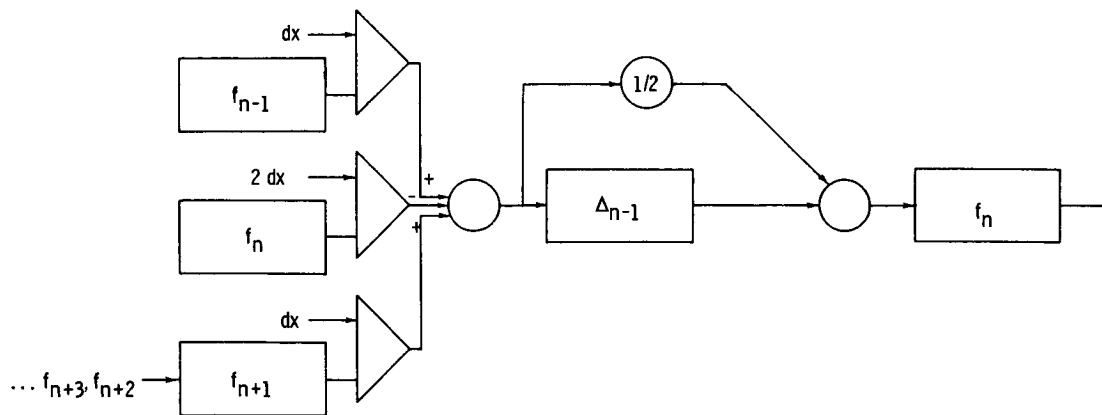 dx
f_{n-1}
1/2
2 dx
+
-
f_n
+
Δ_{n-1}
f_n
dx
... f_{n+3}, f_{n+2}
f_{n+1}